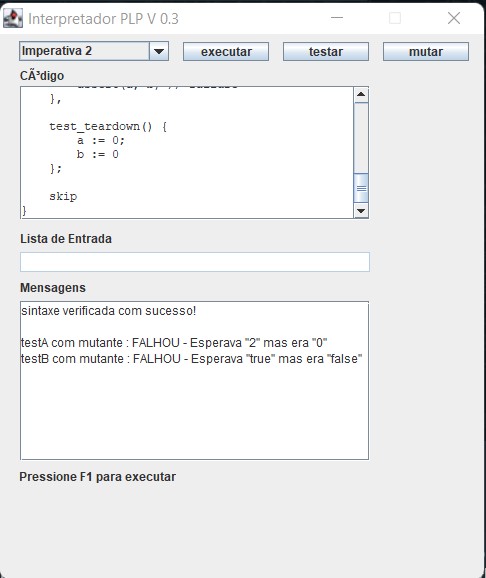 Interpretador PLP V 0.3
Imperativa 2
executar
testar
mutar
CÃ³digo
},
test_teardown() {
a := 0;
b := 0
};
skip
}
Lista de Entrada
Mensagens
sintaxe verificada com sucesso!
testA com mutante : FALHOU - Esperava "2" mas era "0"
testB com mutante : FALHOU - Esperava "true" mas era "false"
Pressione F1 para executar